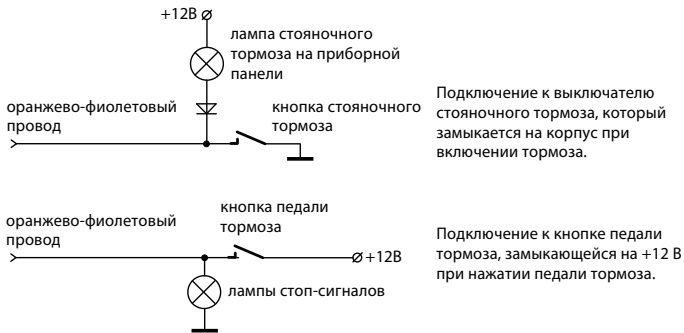 +12В
лампа стояночного
тормоза на приборной
панели
оранжево-фиолетовый
провод
кнопка стояночного
тормоза
Подключение к выключателю
стояночного тормоза, который
замыкается на корпус при
включении тормоза.
оранжево-фиолетовый
провод
кнопка педали
тормоза
+12В
лампы стоп-сигналов
Подключение к кнопке педали
тормоза, замыкающейся на +12 В
при нажатии педали тормоза.